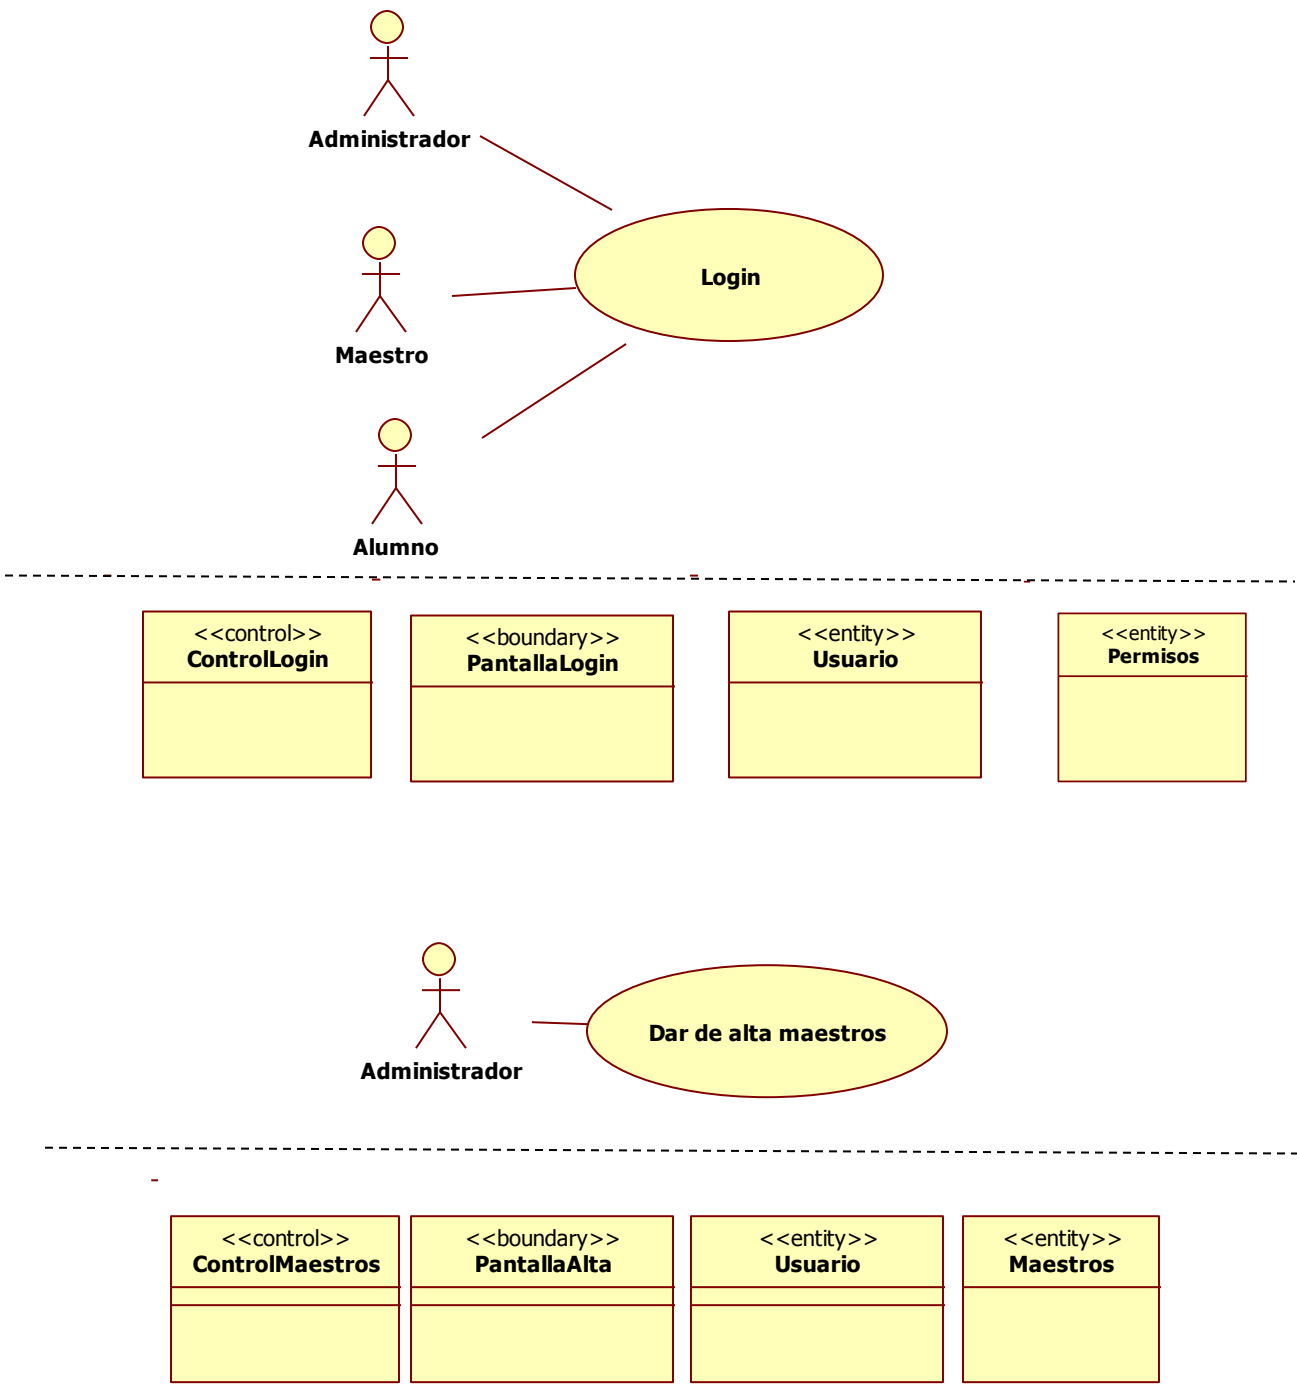 Administrador
Login
Maestro
Alumno
<<control>>
ControlLogin
<<boundary>>
PantallaLogin
<<entity>>
Usuario
<<entity>>
Permisos
Administrador
Dar de alta maestros
<<control>>
ControlMaestros
<<boundary>>
PantallaAlta
<<entity>>
Usuario
<<entity>>
Maestros